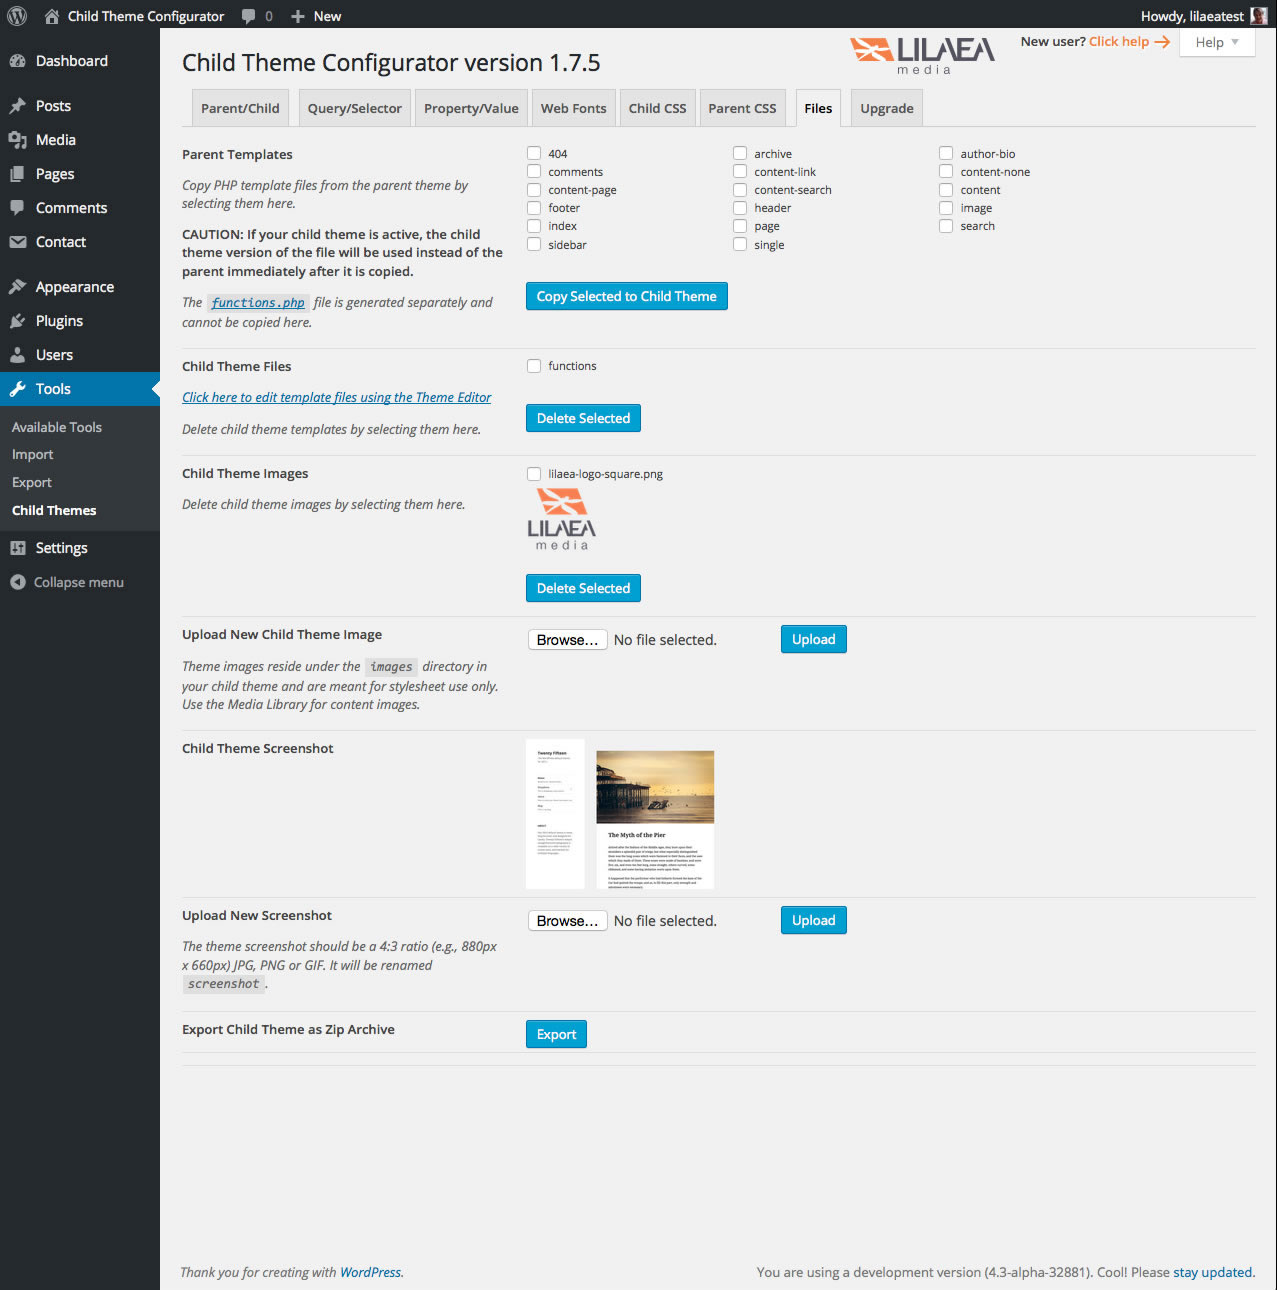 Child Theme Configurator 0 New Howdy, lilaeatest
Dashboard
Posts
Media
Pages
Comments
Contact
Appearance
Plugins
Users
Tools
Available Tools
Import
Export
Child Themes
Settings
Collapse menu
Child Theme Configurator version 1.7.5
LILAEA
media
New user? Click help → Help ▼
Parent/Child Query/Selector Property/Value Web Fonts Child CSS Parent CSS Files Upgrade
Parent Templates
Copy PHP template files from the parent theme by
selecting them here.
CAUTION: If your child theme is active, the child
theme version of the file will be used instead of the
parent immediately after it is copied.
The functions.php file is generated separately and
cannot be copied here.
404 archive author-bio
comments content-link content-none
content-page content-search content
footer header image
index page search
sidebar single
Copy Selected to Child Theme
Child Theme Files
Click here to edit template files using the Theme Editor
Delete child theme templates by selecting them here.
functions
Delete Selected
Child Theme Images
Delete child theme images by selecting them here.
lilaea-logo-square.png
LILAEA
media
Delete Selected
Upload New Child Theme Image
Theme images reside under the images directory in
your child theme and are meant for stylesheet use only.
Use the Media Library for content images.
Browse... No file selected. Upload
Child Theme Screenshot
Twenty Fifteen
The Myth of the Pier
Upload New Screenshot
The theme screenshot should be a 4:3 ratio (e.g., 880px
x 660px) JPG, PNG or GIF. It will be renamed
screenshot.
Browse... No file selected. Upload
Export Child Theme as Zip Archive
Export
Thank you for creating with WordPress.
You are using a development version (4.3-alpha-32881). Cool! Please stay updated.